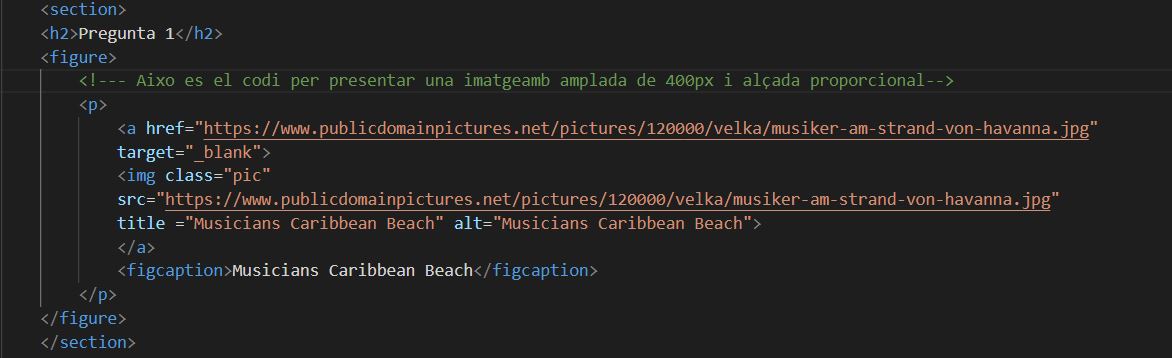 <section>
<h2>Pregunta 1</h2>
<figure>
<!--- Aixo es el codi per presentar una imatgeamb amplada de 400px i alçada proporcional-->
<p>
<a href="https://www.publicdomainpictures.net/pictures/120000/velka/musiker-am-strand-von-havanna.jpg"
target="_blank">
<img class="pic"
src="https://www.publicdomainpictures.net/pictures/120000/velka/musiker-am-strand-von-havanna.jpg"
title ="Musicians Caribbean Beach" alt="Musicians Caribbean Beach">
</a>
<figcaption>Musicians Caribbean Beach</figcaption>
</p>
</figure>
</section>